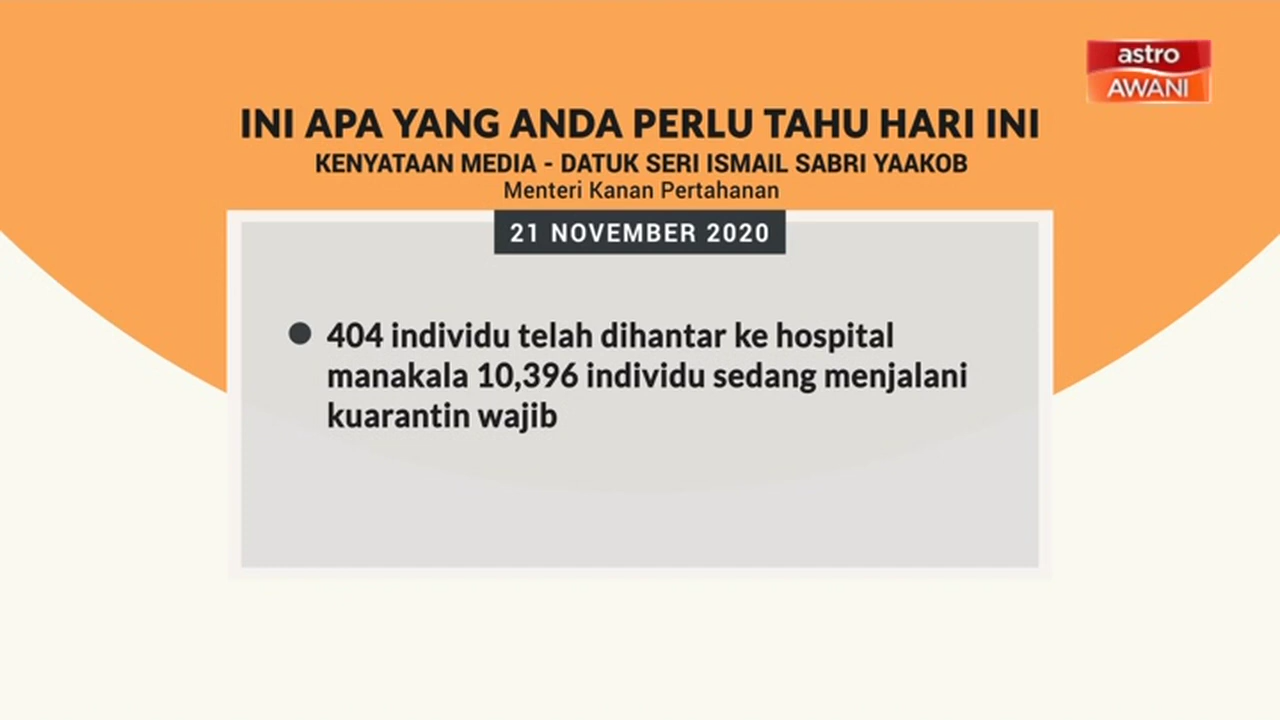 astro
AWANI
INI APA YANG ANDA PERLU TAHU HARI INI
KENYATAAN MEDIA - DATUK SERI ISMAIL SABRI YAAKOB
Menteri Kanan Pertahanan
21 NOVEMBER 2020
● 404 individu telah dihantar ke hospital
manakala 10,396 individu sedang menjalani
kuarantin wajib